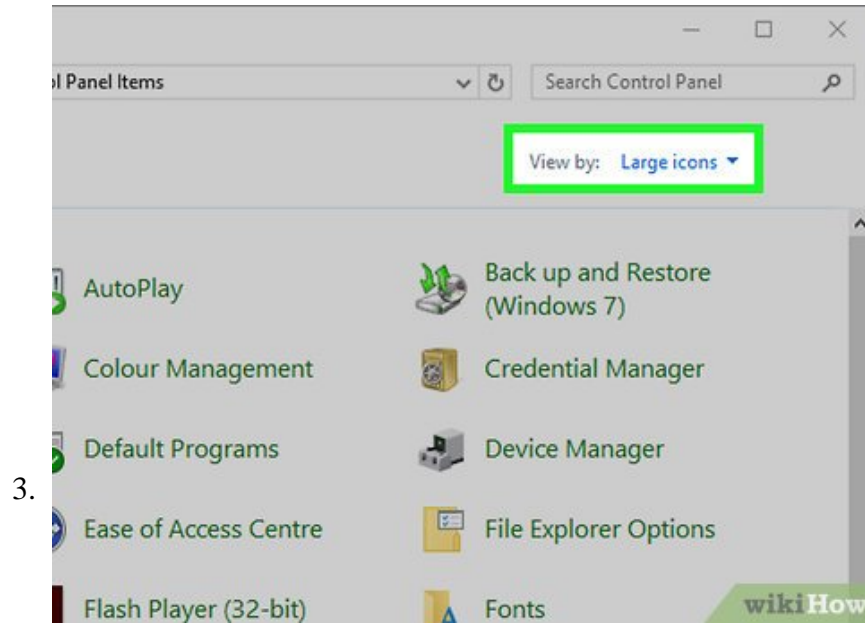 ol Panel Items
Search Control Panel
View by: Large icons
AutoPlay
Back up and Restore
(Windows 7)
Colour Management
Credential Manager
Default Programs
Device Manager
3.
Ease of Access Centre
File Explorer Options
Flash Player (32-bit)
Fonts
wikiHow